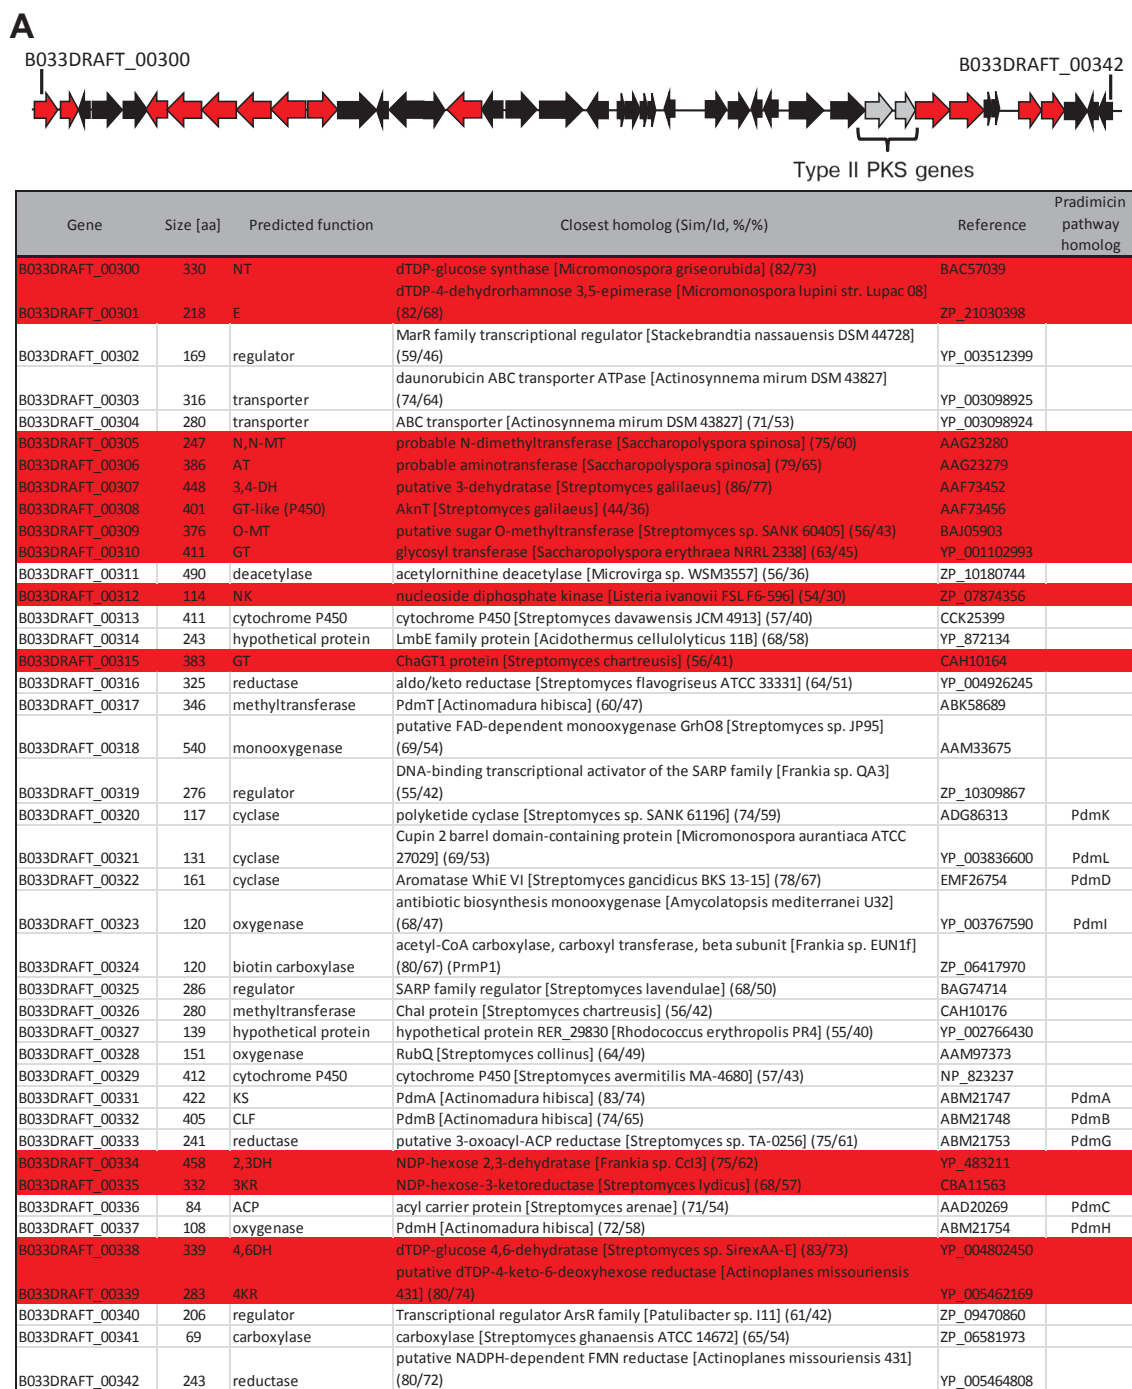 A
B033DRAFT_00300
B033DRAFT_00342
Type II PKS genes
Gene Size [aa] Predicted function Closest homolog (Sim/Id, %/%) Reference Pradimicin pathway homolog
B033DRAFT_00300 330 NT dTDP-glucose synthase [Micromonospora griseorubida] (82/73) BAC57039
dTDP-4-dehydrorhamnose 3,5-epimerase [Micromonospora lupini str. Lupac 08]
B033DRAFT_00301 218 E (82/68) ZP_21030398
MarR family transcriptional regulator [Stackebrandtia nassauensis DSM 44728]
B033DRAFT_00302 169 regulator (59/46) YP_003512399
daunorubicin ABC transporter ATPase [Actinosynnema mirum DSM 43827]
B033DRAFT_00303 316 transporter (74/64) YP_003098925
B033DRAFT_00304 280 transporter ABC transporter [Actinosynnema mirum DSM 43827] (71/53) YP_003098924
B033DRAFT_00305 247 N,N-MT probable N-dimethyltransferase [Saccharopolyspora spinosa] (75/60) AAG23280
B033DRAFT_00306 386 AT probable aminotransferase [Saccharopolyspora spinosa] (79/65) AAG23279
B033DRAFT_00307 448 3,4-DH putative 3-dehydratase [Streptomyces galilaeus] (86/77) AAF73452
B033DRAFT_00308 401 GT-like (P450) AknT [Streptomyces galilaeus] (44/36) AAF73456
B033DRAFT_00309 376 O-MT putative sugar O-methyltransferase [Streptomyces sp. SANK 60405] (56/43) BAJ05903
B033DRAFT_00310 411 GT glycosyl transferase [Saccharopolyspora erythraea NRRL 2338] (63/45) YP_001102993
B033DRAFT_00311 490 deacetylase acetylornithine deacetylase [Microvirga sp. WSM3557] (56/36) ZP_10180744
B033DRAFT_00312 114 NK nucleoside diphosphate kinase [Listeria ivanovii FSL F6-596] (54/30) ZP_07874356
B033DRAFT_00313 411 cytochrome P450 cytochrome P450 [Streptomyces davawensis JCM 4913] (57/40) CCK25399
B033DRAFT_00314 243 hypothetical protein LmbE family protein [Acidothermus cellulolyticus 11B] (68/58) YP_872134
B033DRAFT_00315 383 GT ChaGT1 protein [Streptomyces chartreusis] (56/41) CAH10164
B033DRAFT_00316 325 reductase aldo/keto reductase [Streptomyces flavogriseus ATCC 33331] (64/51) YP_004926245
B033DRAFT_00317 346 methyltransferase PdmT [Actinomadura hibisca] (60/47) ABK58689
putative FAD-dependent monooxygenase GrhO8 [Streptomyces sp. JP95]
B033DRAFT_00318 540 monooxygenase (69/54) AAM33675
DNA-binding transcriptional activator of the SARP family [Frankia sp. QA3]
B033DRAFT_00319 276 regulator (55/42) ZP_10309867
B033DRAFT_00320 117 cyclase polyketide cyclase [Streptomyces sp. SANK 61196] (74/59) ADG86313 PdmK
Cupin 2 barrel domain-containing protein [Micromonospora aurantiaca ATCC
B033DRAFT_00321 131 cyclase 27029] (69/53) YP_003836600 PdmL
B033DRAFT_00322 161 cyclase Aromatase WhiE VI [Streptomyces gancidicus BKS 13-15] (78/67) EMF26754 PdmD
antibiotic biosynthesis monooxygenase [Amycolatopsis mediterranei U32]
B033DRAFT_00323 120 oxygenase (68/47) YP_003767590 PdmI
acetyl-CoA carboxylase, carboxyl transferase, beta subunit [Frankia sp. EUN1f]
B033DRAFT_00324 120 biotin carboxylase (80/67) (PrmP1) ZP_06417970
B033DRAFT_00325 286 regulator SARP family regulator [Streptomyces lavendulae] (68/50) BAG74714
B033DRAFT_00326 280 methyltransferase ChaI protein [Streptomyces chartreusis] (56/42) CAH10176
B033DRAFT_00327 139 hypothetical protein hypothetical protein RER_29830 [Rhodococcus erythropolis PR4] (55/40) YP_002766430
B033DRAFT_00328 151 oxygenase RubQ [Streptomyces collinus] (64/49) AAM97373
B033DRAFT_00329 412 cytochrome P450 cytochrome P450 [Streptomyces avermitilis MA-4680] (57/43) NP_823237
B033DRAFT_00331 422 KS PdmA [Actinomadura hibisca] (83/74) ABM21747 PdmA
B033DRAFT_00332 405 CLF PdmB [Actinomadura hibisca] (74/65) ABM21748 PdmB
B033DRAFT_00333 241 reductase putative 3-oxoacyl-ACP reductase [Streptomyces sp. TA-0256] (75/61) ABM21753 PdmG
B033DRAFT_00334 458 2,3DH NDP-hexose 2,3-dehydratase [Frankia sp. CcI3] (75/62) YP_483211
B033DRAFT_00335 332 3KR NDP-hexose-3-ketoreductase [Streptomyces lydicus] (68/57) CBA11563
B033DRAFT_00336 84 ACP acyl carrier protein [Streptomyces arenae] (71/54) AAD20269 PdmC
B033DRAFT_00337 108 oxygenase PdmH [Actinomadura hibisca] (72/58) ABM21754 PdmH
B033DRAFT_00338 339 4,6DH dTDP-glucose 4,6-dehydratase [Streptomyces sp. SirexAA-E] (83/73) YP_004802450
putative dTDP-4-keto-6-deoxyhexose reductase [Actinoplanes missouriensis
B033DRAFT_00339 283 4KR 431] (80/74) YP_005462169
B033DRAFT_00340 206 regulator Transcriptional regulator ArsR family [Patulibacter sp. I11] (61/42) ZP_09470860
B033DRAFT_00341 69 carboxylase carboxylase [Streptomyces ghanaensis ATCC 14672] (65/54) ZP_06581973
putative NADPH-dependent FMN reductase [Actinoplanes missouriensis 431]
B033DRAFT_00342 243 reductase (80/72) YP_005464808